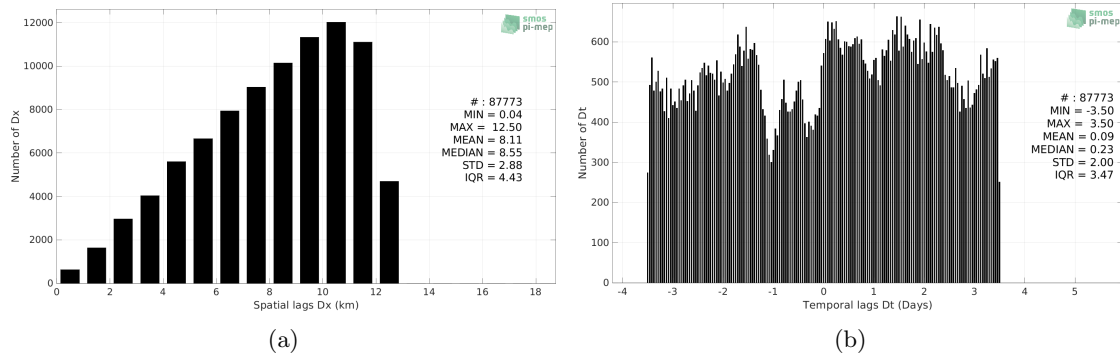 smos
pi-mep
12000
10000
8000
6000
4000
2000
0
Number of Dx
# : 87773
MIN = 0.04
MAX = 12.50
MEAN = 8.11
MEDIAN = 8.55
STD = 2.88
IQR = 4.43
0 2 4 6 8 10 12 14 16 18
Spatial lags Dx (km)
(a)
smos
pi-mep
600
500
400
300
200
100
0
Number of Dt
# : 87773
MIN = -3.50
MAX = 3.50
MEAN = 0.09
MEDIAN = 0.23
STD = 2.00
IQR = 3.47
-4 -3 -2 -1 0 1 2 3 4 5
Temporal lags Dt (Days)
(b)